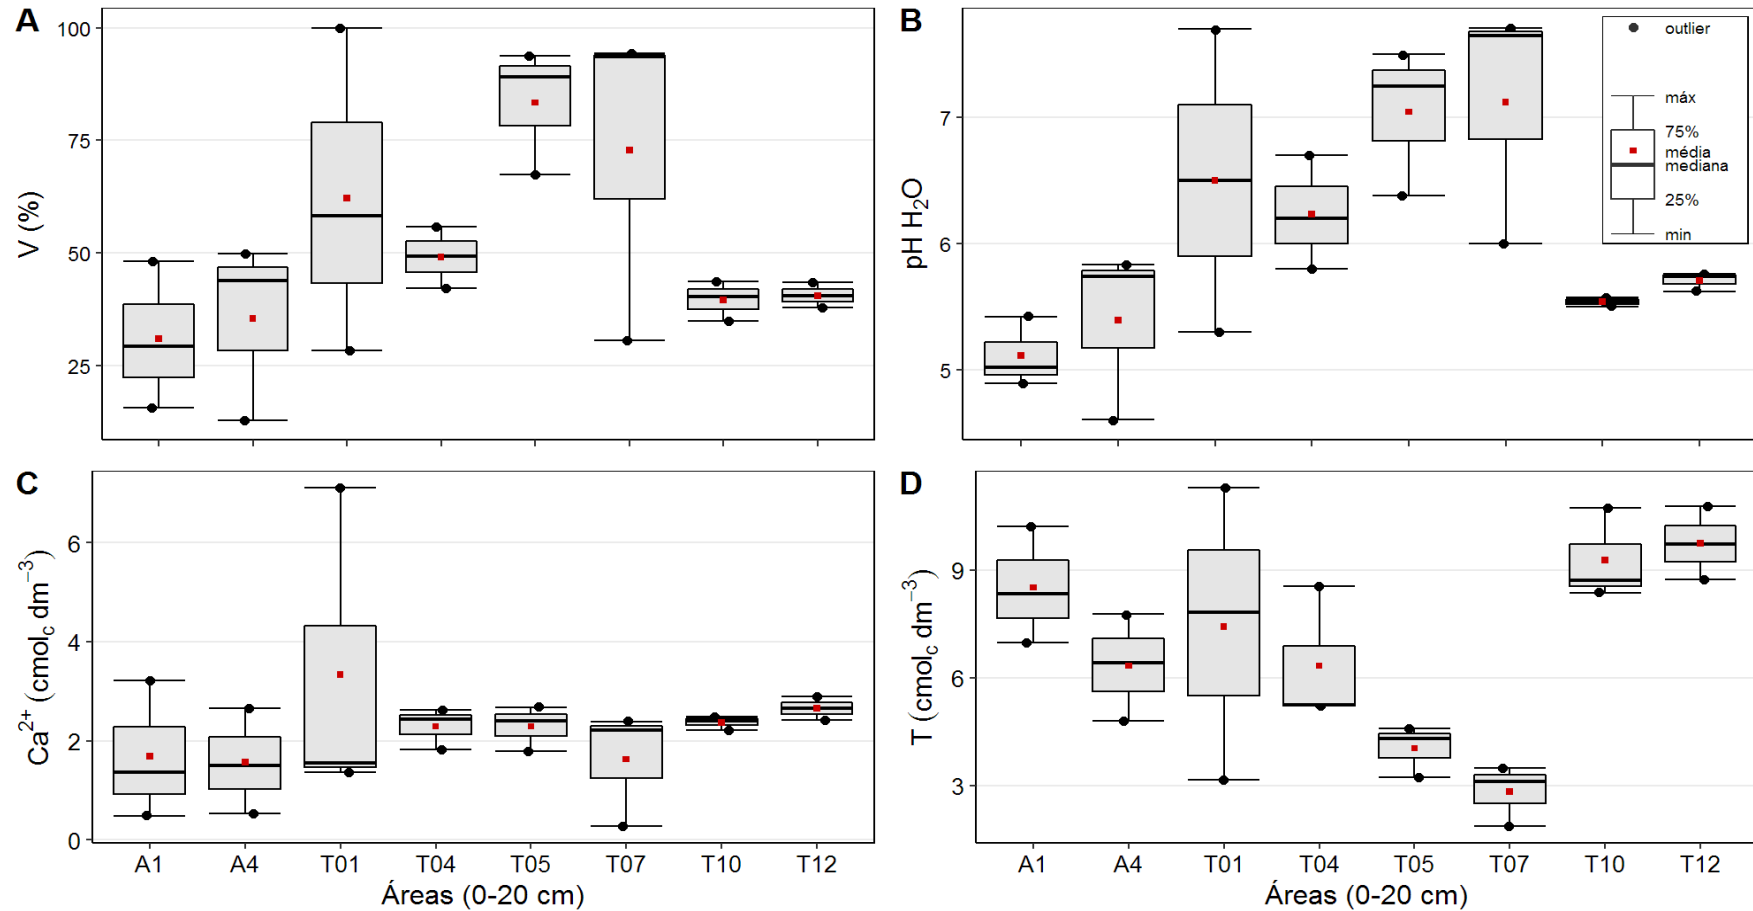 A
100
75
50
25
V (%)
B
7
6
5
pH H₂O
outlier
máx
75%
média
mediana
25%
min
C
6
4
2
0
Ca²⁺ (cmol_c dm⁻³)
A1 A4 T01 T04 T05 T07 T10 T12
Áreas (0-20 cm)
D
9
6
3
T (cmol_c dm⁻³)
A1 A4 T01 T04 T05 T07 T10 T12
Áreas (0-20 cm)